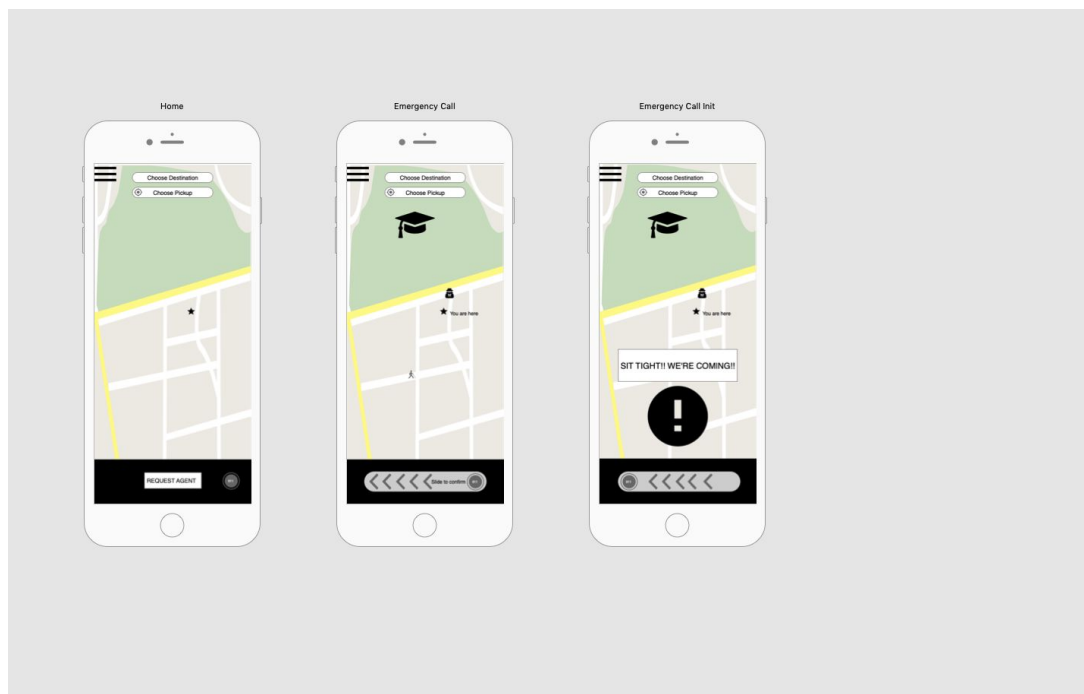 Home
Choose Destination
Choose Pickup
REQUEST AGENT
Emergency Call
Choose Destination
Choose Pickup
You are here
Slide to confirm
Emergency Call Init
Choose Destination
Choose Pickup
You are here
SIT TIGHT!! WE'RE COMING!!
!